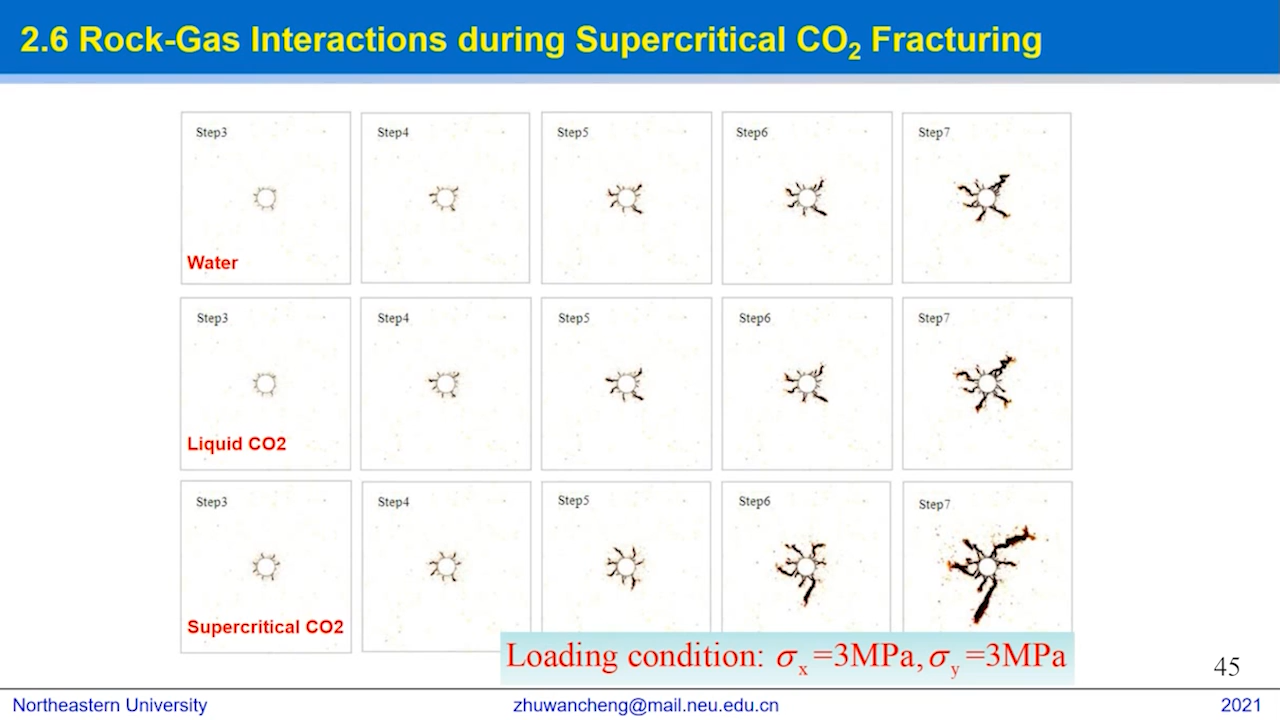 2.6 Rock-Gas Interactions during Supercritical CO₂ Fracturing
Step3 Step4 Step5 Step6 Step7
Water
Step3 Step4 Step5 Step6 Step7
Liquid CO2
Step3 Step4 Step5 Step6 Step7
Supercritical CO2
Loading condition: σₓ =3MPa, σ_y =3MPa
45
Northeastern University zhuwancheng@mail.neu.edu.cn 2021